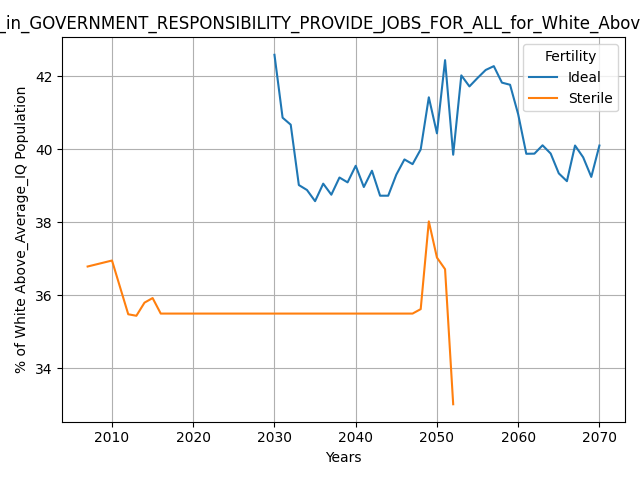 _in_GOVERNMENT_RESPONSIBILITY_PROVIDE_JOBS_FOR_ALL_for_White_Abov
Fertility
Ideal
Sterile
% of White Above_Average_IQ Population
42
40
38
36
34
2010 2020 2030 2040 2050 2060 2070
Years